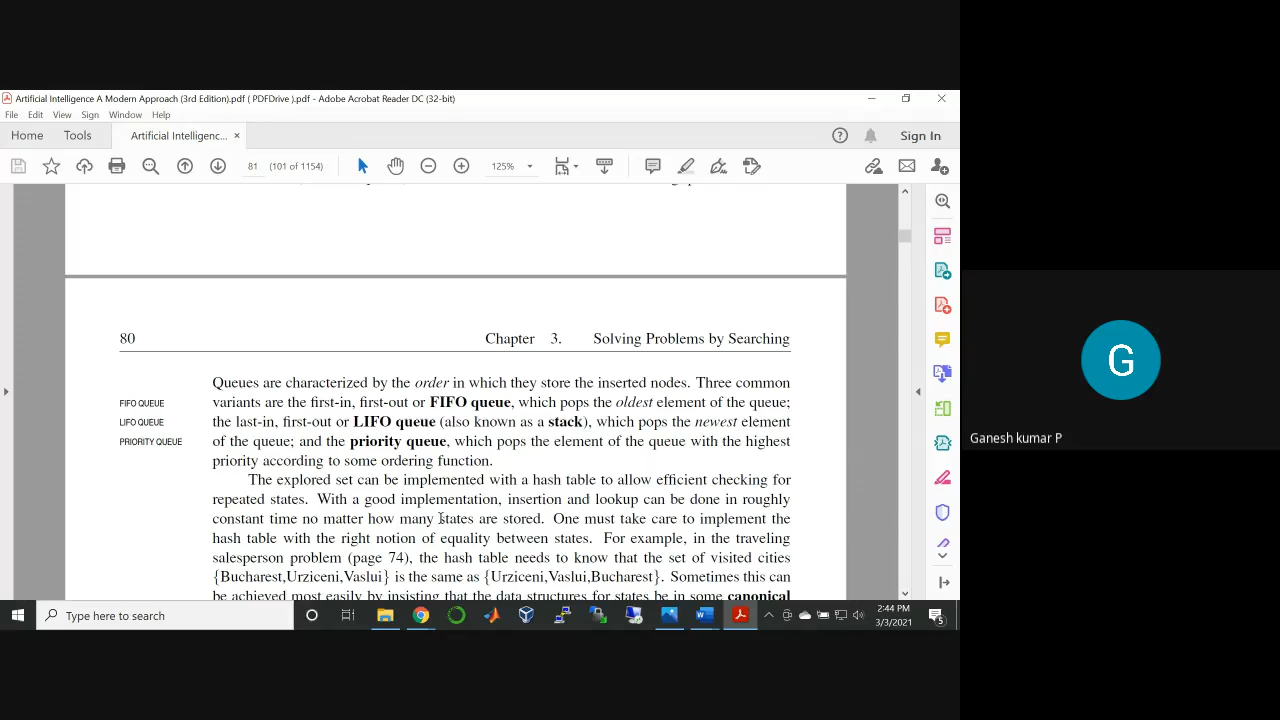 Artificial Intelligence A Modern Approach (3rd Edition).pdf ( PDFDrive ).pdf - Adobe Acrobat Reader DC (32-bit)
File Edit View Sign Window Help
Home Tools Artificial Intelligenc... × Sign In
81 (101 of 1154) 125%
80 Chapter 3. Solving Problems by Searching
Queues are characterized by the order in which they store the inserted nodes. Three common
FIFO QUEUE variants are the first-in, first-out or FIFO queue, which pops the oldest element of the queue;
LIFO QUEUE the last-in, first-out or LIFO queue (also known as a stack), which pops the newest element
PRIORITY QUEUE of the queue; and the priority queue, which pops the element of the queue with the highest
priority according to some ordering function.
The explored set can be implemented with a hash table to allow efficient checking for
repeated states. With a good implementation, insertion and lookup can be done in roughly
constant time no matter how many states are stored. One must take care to implement the
hash table with the right notion of equality between states. For example, in the traveling
salesperson problem (page 74), the hash table needs to know that the set of visited cities
{Bucharest,Urziceni,Vaslui} is the same as {Urziceni,Vaslui,Bucharest}. Sometimes this can
be achieved most easily by insisting that the data structures for states be in some canonical
G
Ganesh kumar P
Type here to search
2:44 PM
3/3/2021
5